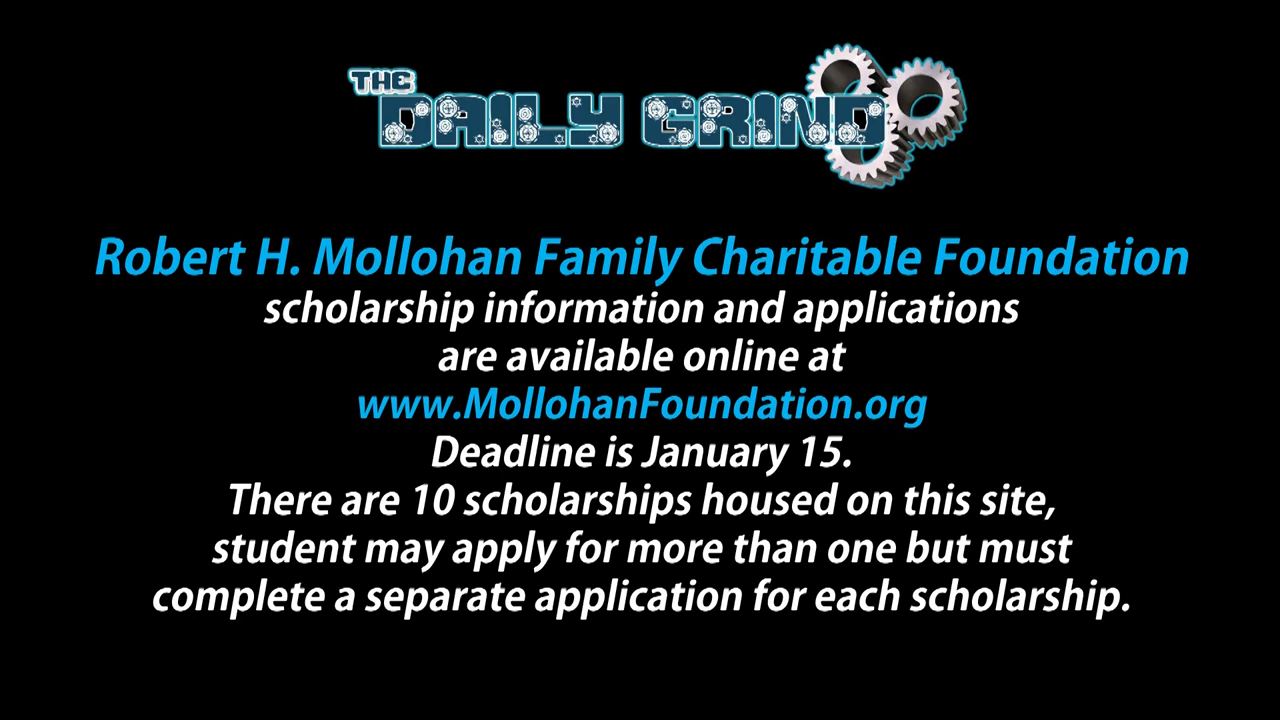 THE
DAILY GRIND
Robert H. Mollohan Family Charitable Foundation
scholarship information and applications
are available online at
www.MollohanFoundation.org
Deadline is January 15.
There are 10 scholarships housed on this site,
student may apply for more than one but must
complete a separate application for each scholarship.